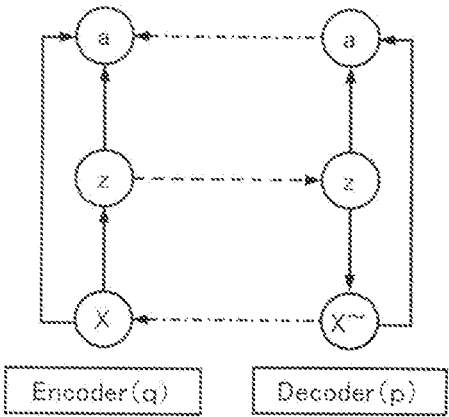 a a
z z
X X~
Encoder(q) Decoder(p)